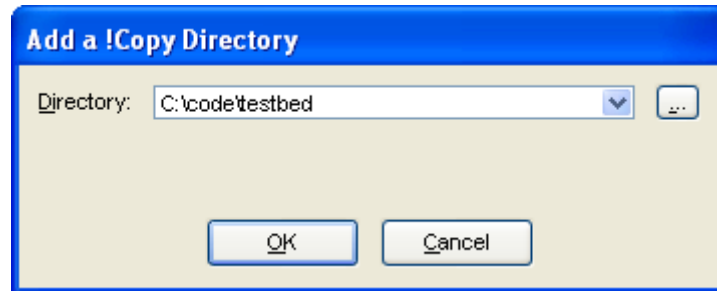 Add a !Copy Directory
Directory: C:\code\testbed ...
OK Cancel